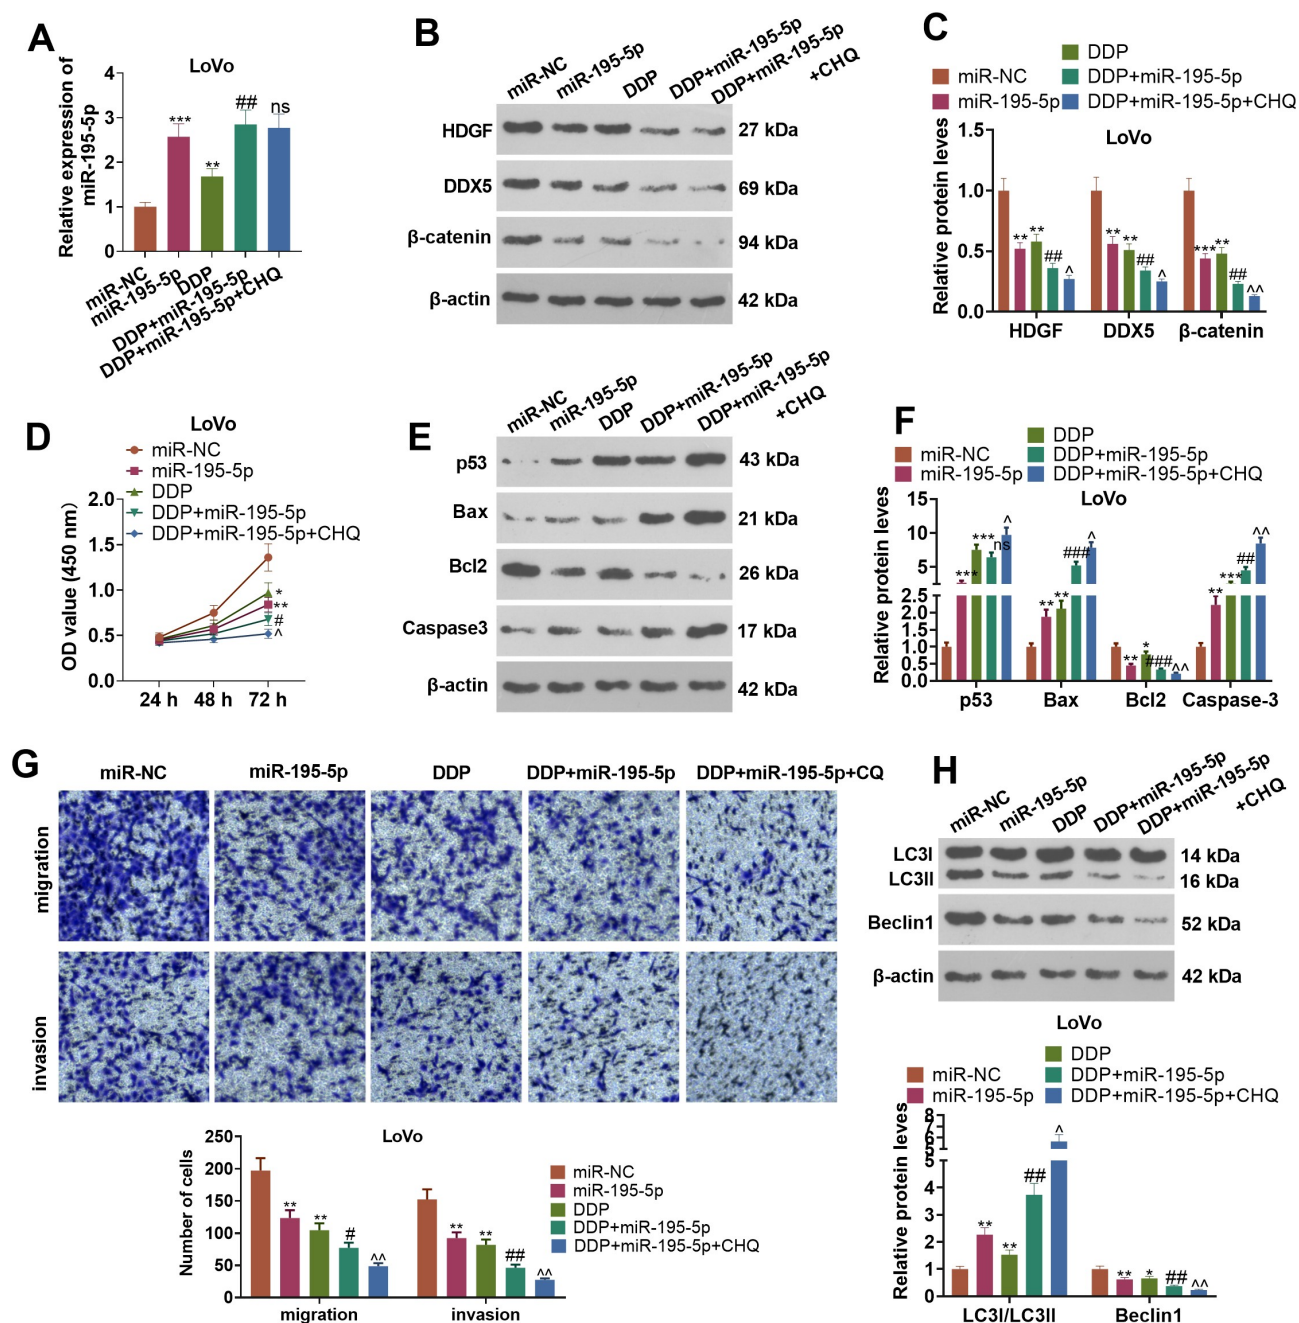 A
LoVo
Relative expression of
miR-195-5p
4
3
2
1
0
***
**
##
ns
miR-NC
miR-195-5p
DDP
DDP+miR-195-5p
DDP+miR-195-5p+CHQ
B
miR-NC
miR-195-5p
DDP
DDP+miR-195-5p
DDP+miR-195-5p
+CHQ
HDGF
27 kDa
DDX5
69 kDa
β-catenin
94 kDa
β-actin
42 kDa
C
miR-NC
miR-195-5p
DDP
DDP+miR-195-5p
DDP+miR-195-5p+CHQ
LoVo
Relative protein levels
1.5
1.0
0.5
0.0
** ** ## ^
** ** ## ^
*** ** ## ^^
HDGF DDX5 β-catenin
D
LoVo
miR-NC
miR-195-5p
DDP
DDP+miR-195-5p
DDP+miR-195-5p+CHQ
OD value (450 nm)
2.0
1.5
1.0
0.5
0.0
*
**
#
^
24 h 48 h 72 h
E
miR-NC
miR-195-5p
DDP
DDP+miR-195-5p
DDP+miR-195-5p
+CHQ
p53
43 kDa
Bax
21 kDa
Bcl2
26 kDa
Caspase3
17 kDa
β-actin
42 kDa
F
miR-NC
miR-195-5p
DDP
DDP+miR-195-5p
DDP+miR-195-5p+CHQ
LoVo
Relative protein leves
15
10
5
2.5
2.0
1.5
1.0
0.5
0.0
*** *** ns ^
** ** ### ^
** * ### ^^
** *** ## ^^
p53 Bax Bcl2 Caspase-3
G
miR-NC miR-195-5p DDP DDP+miR-195-5p DDP+miR-195-5p+CQ
migration
invasion
LoVo
Number of cells
250
200
150
100
50
0
** ** # ^^
** ** ## ^^
migration invasion
miR-NC
miR-195-5p
DDP
DDP+miR-195-5p
DDP+miR-195-5p+CHQ
H
miR-NC
miR-195-5p
DDP
DDP+miR-195-5p
DDP+miR-195-5p
+CHQ
LC3I
14 kDa
LC3II
16 kDa
Beclin1
52 kDa
β-actin
42 kDa
LoVo
miR-NC
miR-195-5p
DDP
DDP+miR-195-5p
DDP+miR-195-5p+CHQ
Relative protein leves
8
7
6
5
5
4
3
2
1
0
** ** ## ^
** * ## ^^
LC3I/LC3II Beclin1